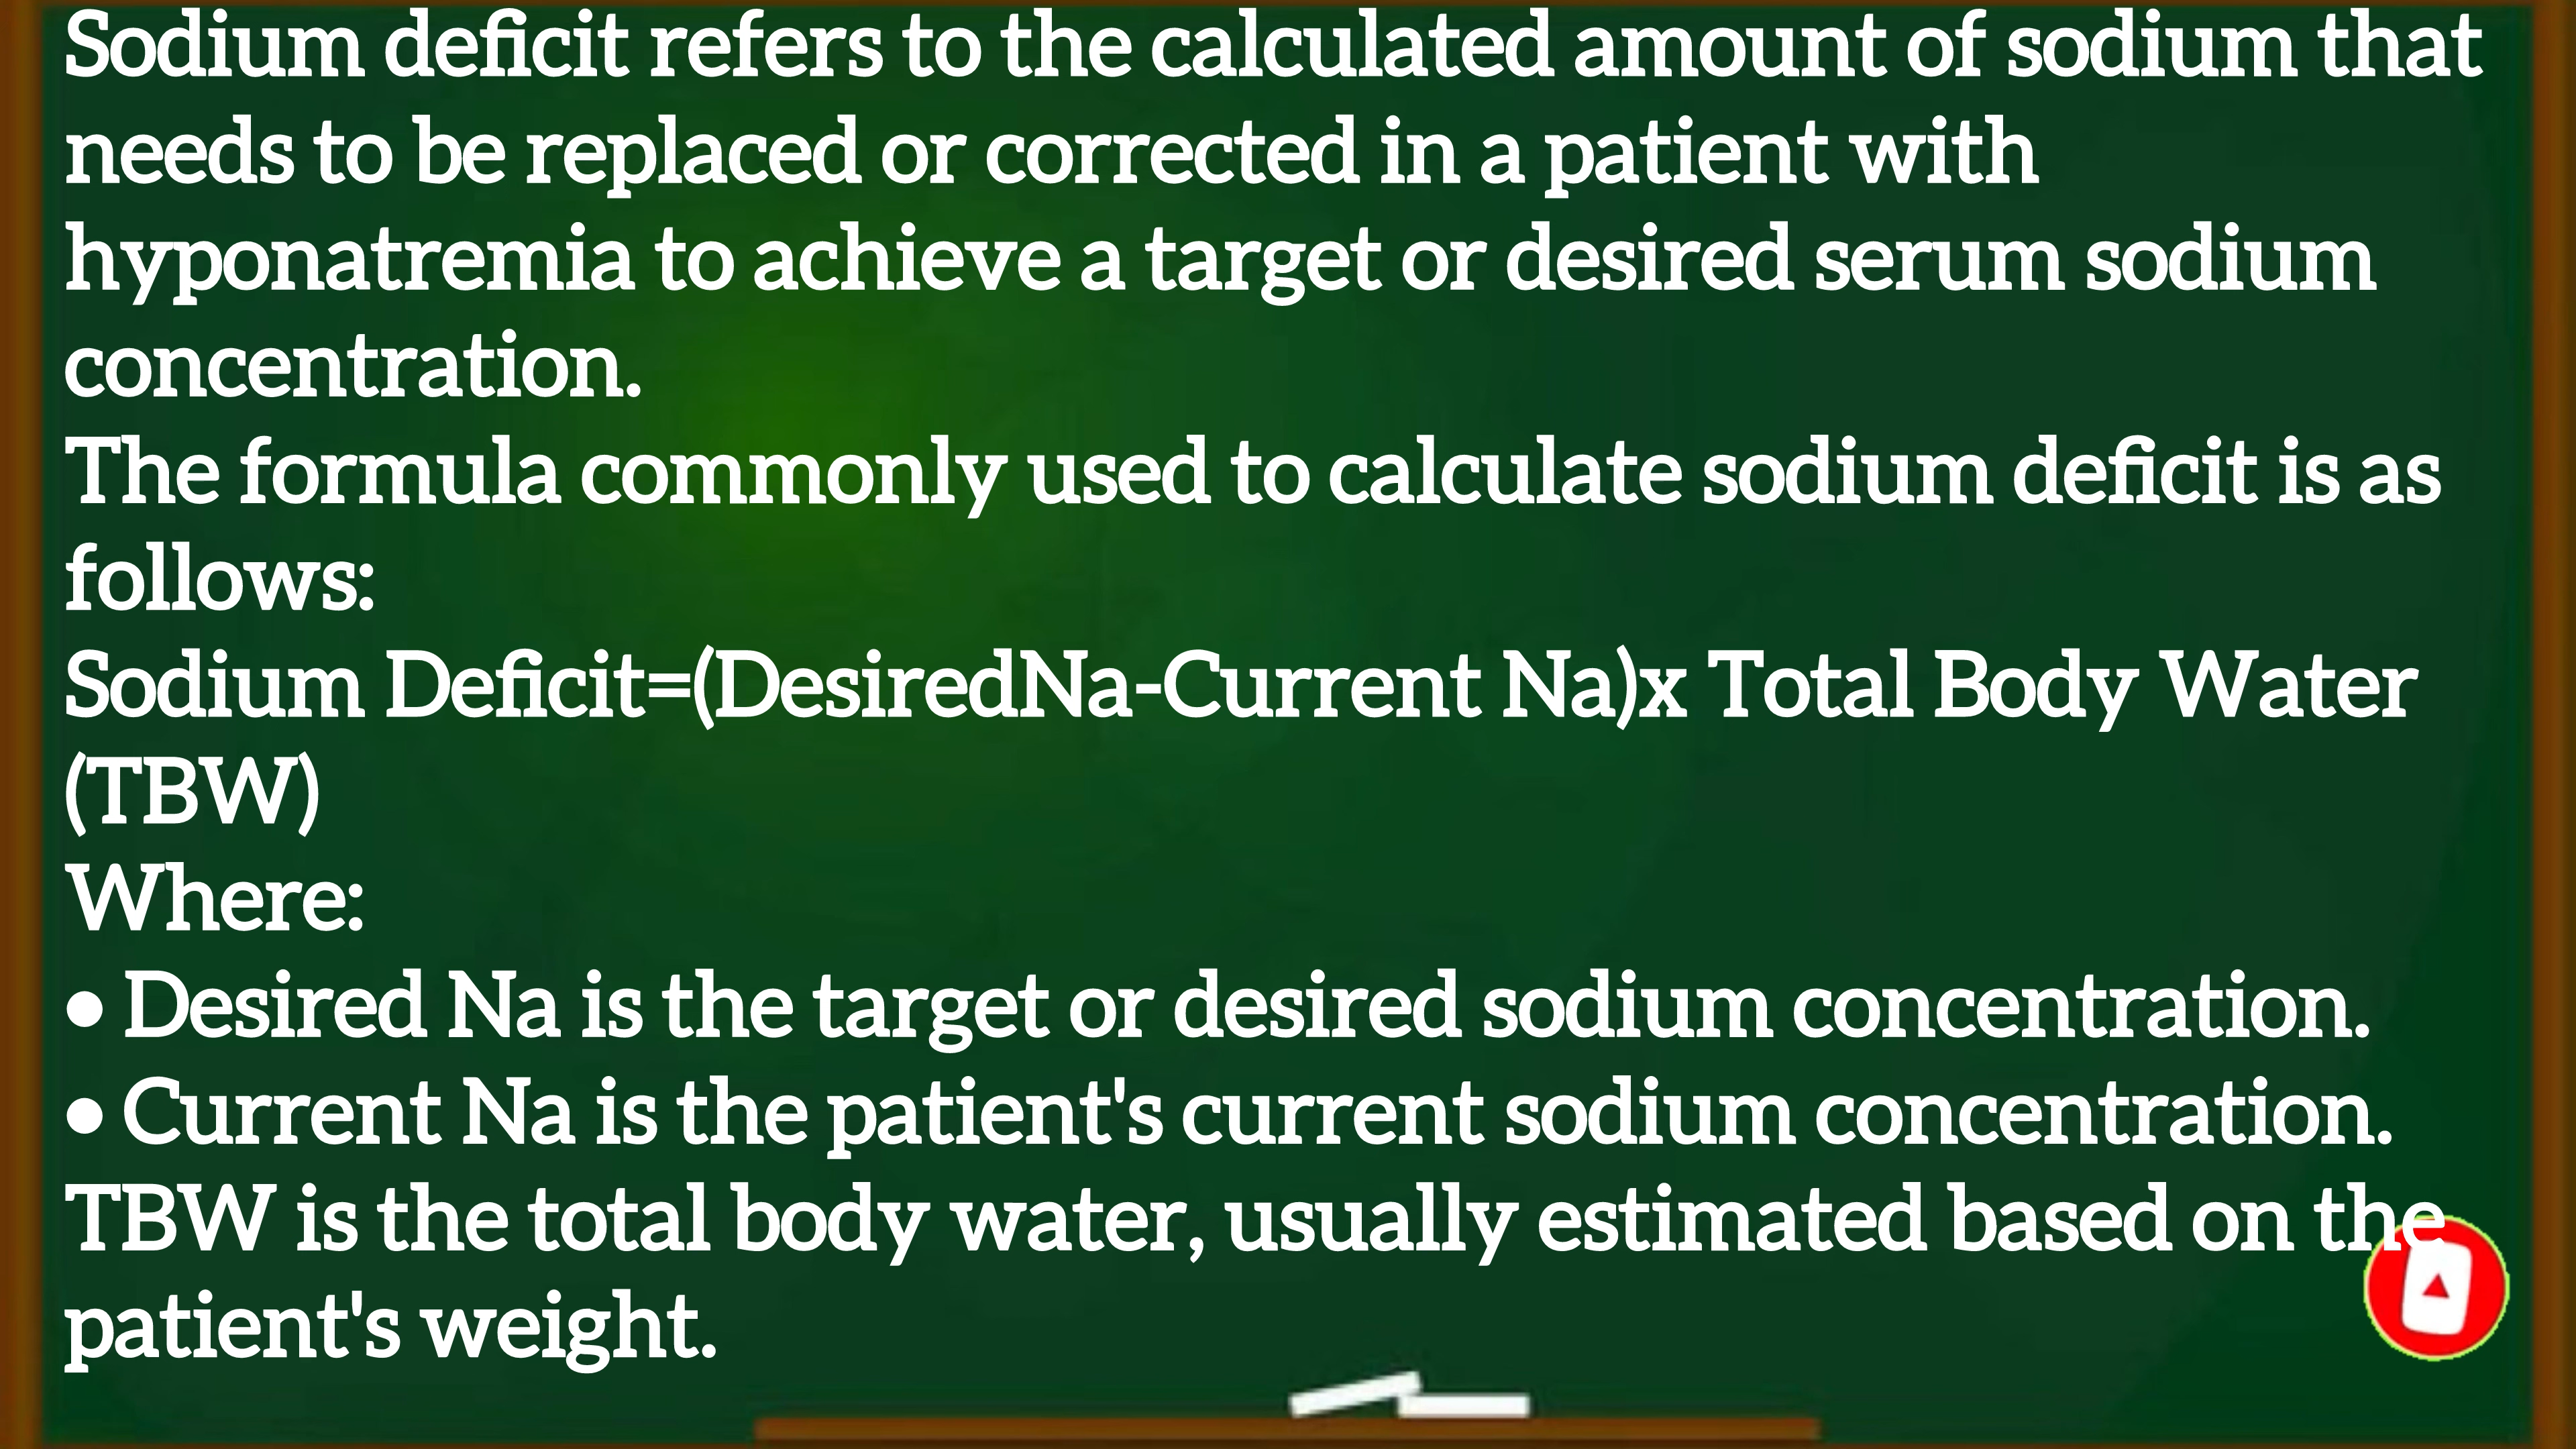 Sodium deficit refers to the calculated amount of sodium that
needs to be replaced or corrected in a patient with
hyponatremia to achieve a target or desired serum sodium
concentration.
The formula commonly used to calculate sodium deficit is as
follows:
Sodium Deficit=(DesiredNa-Current Na)x Total Body Water
(TBW)
Where:
• Desired Na is the target or desired sodium concentration.
• Current Na is the patient's current sodium concentration.
TBW is the total body water, usually estimated based on the
patient's weight.